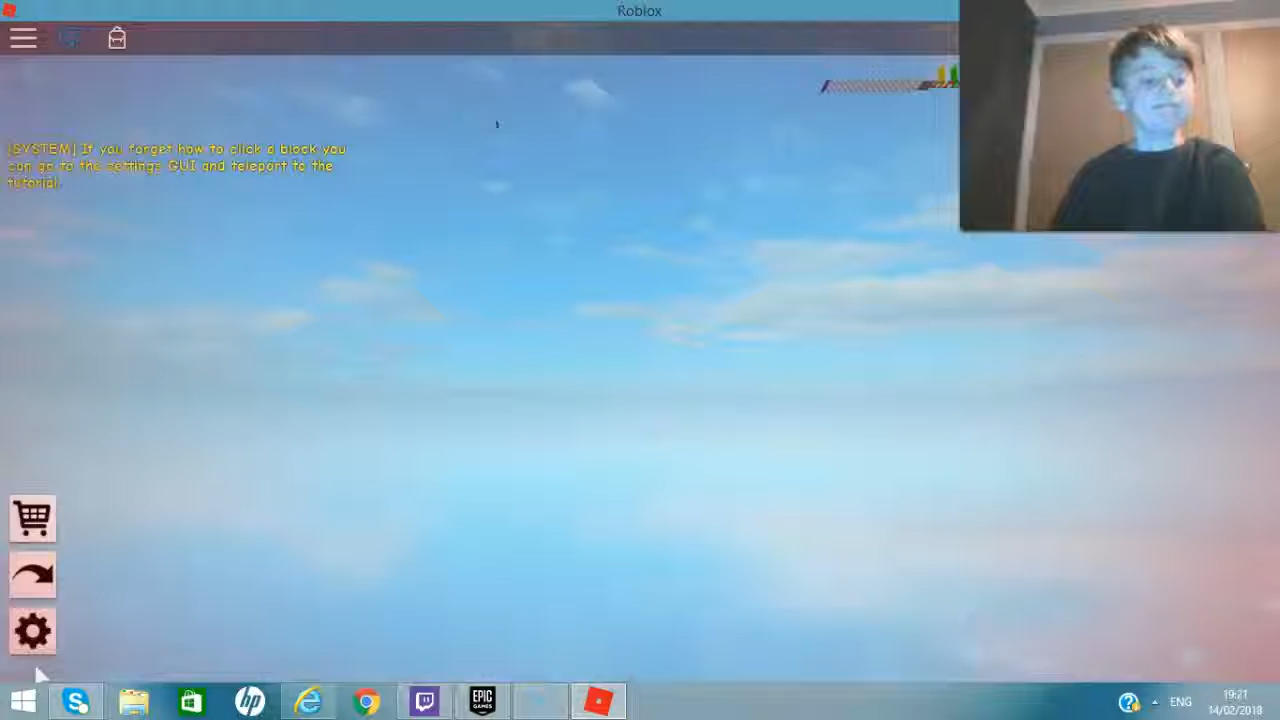 Roblox
[SYSTEM] If you forget how to click a block you
can go to the settings GUI and teleport to the
tutorial.
hp
EPIC
GAMES
ENG
19:21
14/02/2018